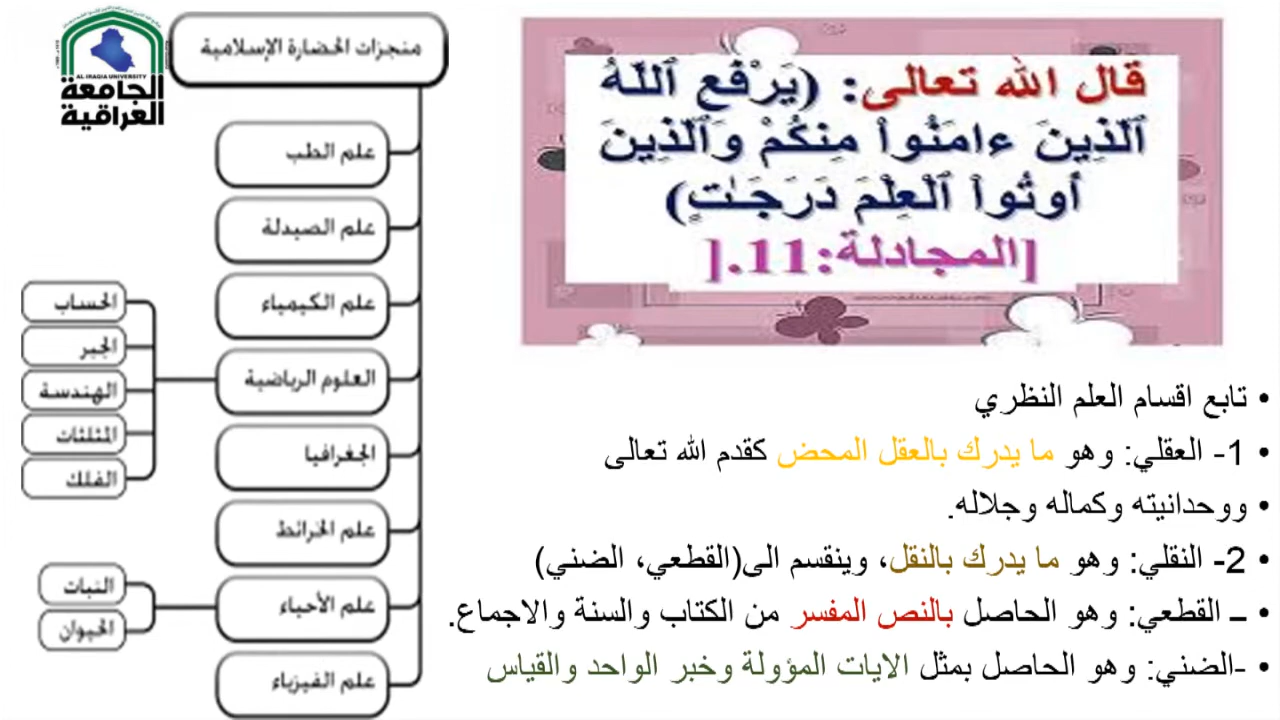 AL-IRAQIA UNIVERSITY
الجامعة
العراقية
منجزات الحضارة الإسلامية
علم الطب
علم الصيدلة
علم الكيمياء
العلوم الرياضية
الحساب
الجبر
الهندسة
المثلثات
الفلك
الجغرافيا
علم الخرائط
علم الأحياء
النبات
الحيوان
علم الفيزياء
قال الله تعالى: (يَرْفَعِ ٱللَّهُ
ٱلَّذِينَ ءامَنُواْ مِنكُمْ وَٱلَّذِينَ
أُوتُواْ ٱلْعِلْمَ دَرَجَـٰتٍ)
[المجادلة:11.[
• تابع اقسام العلم النظري
• 1- العقلي: وهو ما يدرك بالعقل المحض كقدم الله تعالى
• ووحدانيته وكماله وجلاله.
• 2- النقلي: وهو ما يدرك بالنقل، وينقسم الى(القطعي، الضني)
• ـ القطعي: وهو الحاصل بالنص المفسر من الكتاب والسنة والاجماع.
• -الضني: وهو الحاصل بمثل الايات المؤولة وخبر الواحد والقياس